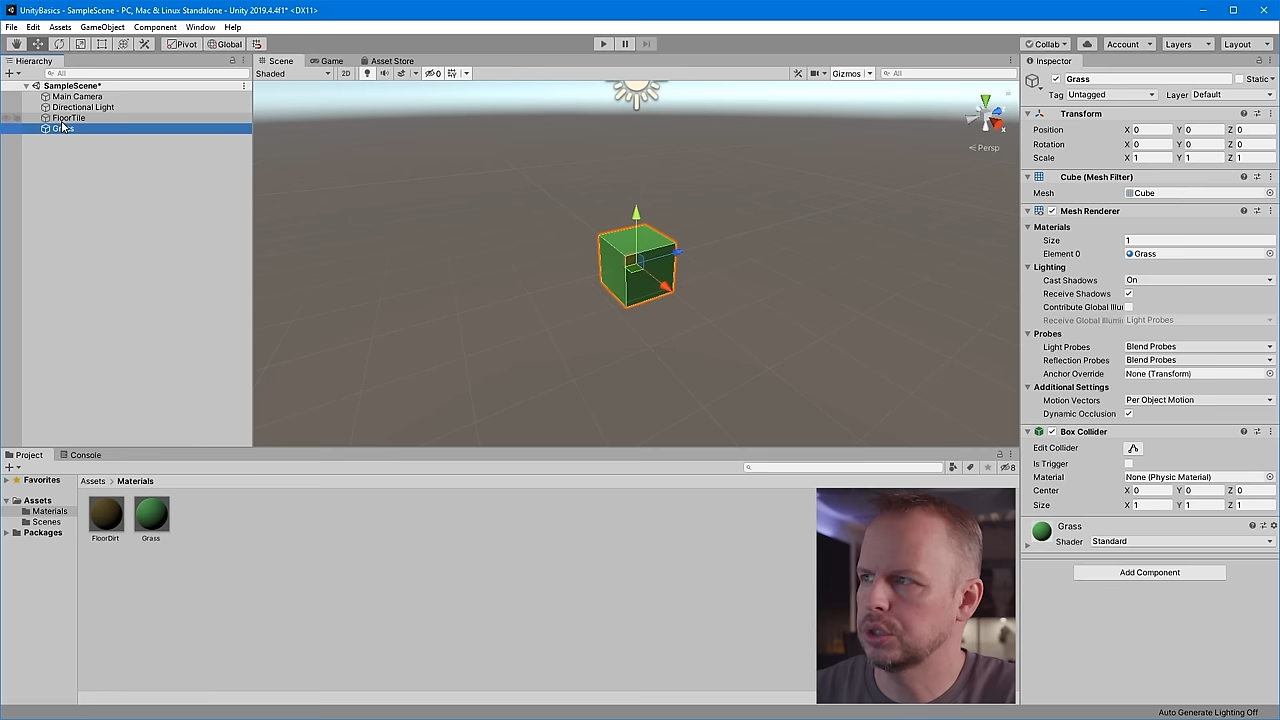 UnityBasics - SampleScene - PC, Mac & Linux Standalone - Unity 2019.4.4f1* <DX11>
File Edit Assets GameObject Component Window Help
Pivot Global Collab Account Layers Layout
Hierarchy
All
SampleScene*
Main Camera
Directional Light
FloorTile
Grass
Scene Game Asset Store
Shaded 2D 0 Gizmos All
x
Persp
Inspector
Grass Static
Tag Untagged Layer Default
Transform
Position X 0 Y 0 Z 0
Rotation X 0 Y 0 Z 0
Scale X 1 Y 1 Z 1
Cube (Mesh Filter)
Mesh Cube
Mesh Renderer
Materials
Size 1
Element 0 Grass
Lighting
Cast Shadows On
Receive Shadows
Contribute Global Illu
Receive Global Illumi Light Probes
Probes
Light Probes Blend Probes
Reflection Probes Blend Probes
Anchor Override None (Transform)
Additional Settings
Motion Vectors Per Object Motion
Dynamic Occlusion
Box Collider
Edit Collider
Is Trigger
Material None (Physic Material)
Center X 0 Y 0 Z 0
Size X 1 Y 1 Z 1
Grass
Shader Standard
Add Component
Project Console
8
Favorites
Assets
Materials
Scenes
Packages
Assets > Materials
FloorDirt Grass
Auto Generate Lighting Off